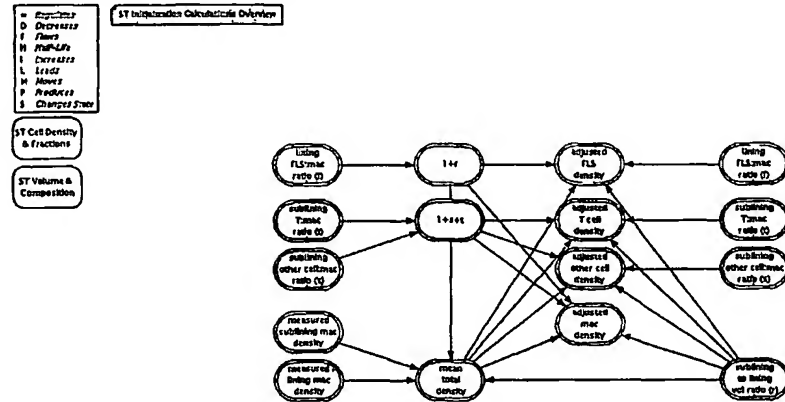 D Decreases
F Flows
H Half-Life
I Increases
L Leads
M Moves
P Produces
S Changes State
ST Initialization Calculations Overview
ST Cell Density
& Fractions
ST Volume &
Composition
lining
FLS:mac
ratio (f)
1+f
adjusted
FLS
density
lining
FLS:mac
ratio (f)
sublining
T:mac
ratio (t)
1+s+t
adjusted
T cell
density
sublining
T:mac
ratio (t)
sublining
other cell:mac
ratio (s)
adjusted
other cell
density
sublining
other cell:mac
ratio (s)
measured
sublining mac
density
adjusted
mac
density
measured
lining mac
density
mean
total
density
sublining
to lining
vol ratio (r)